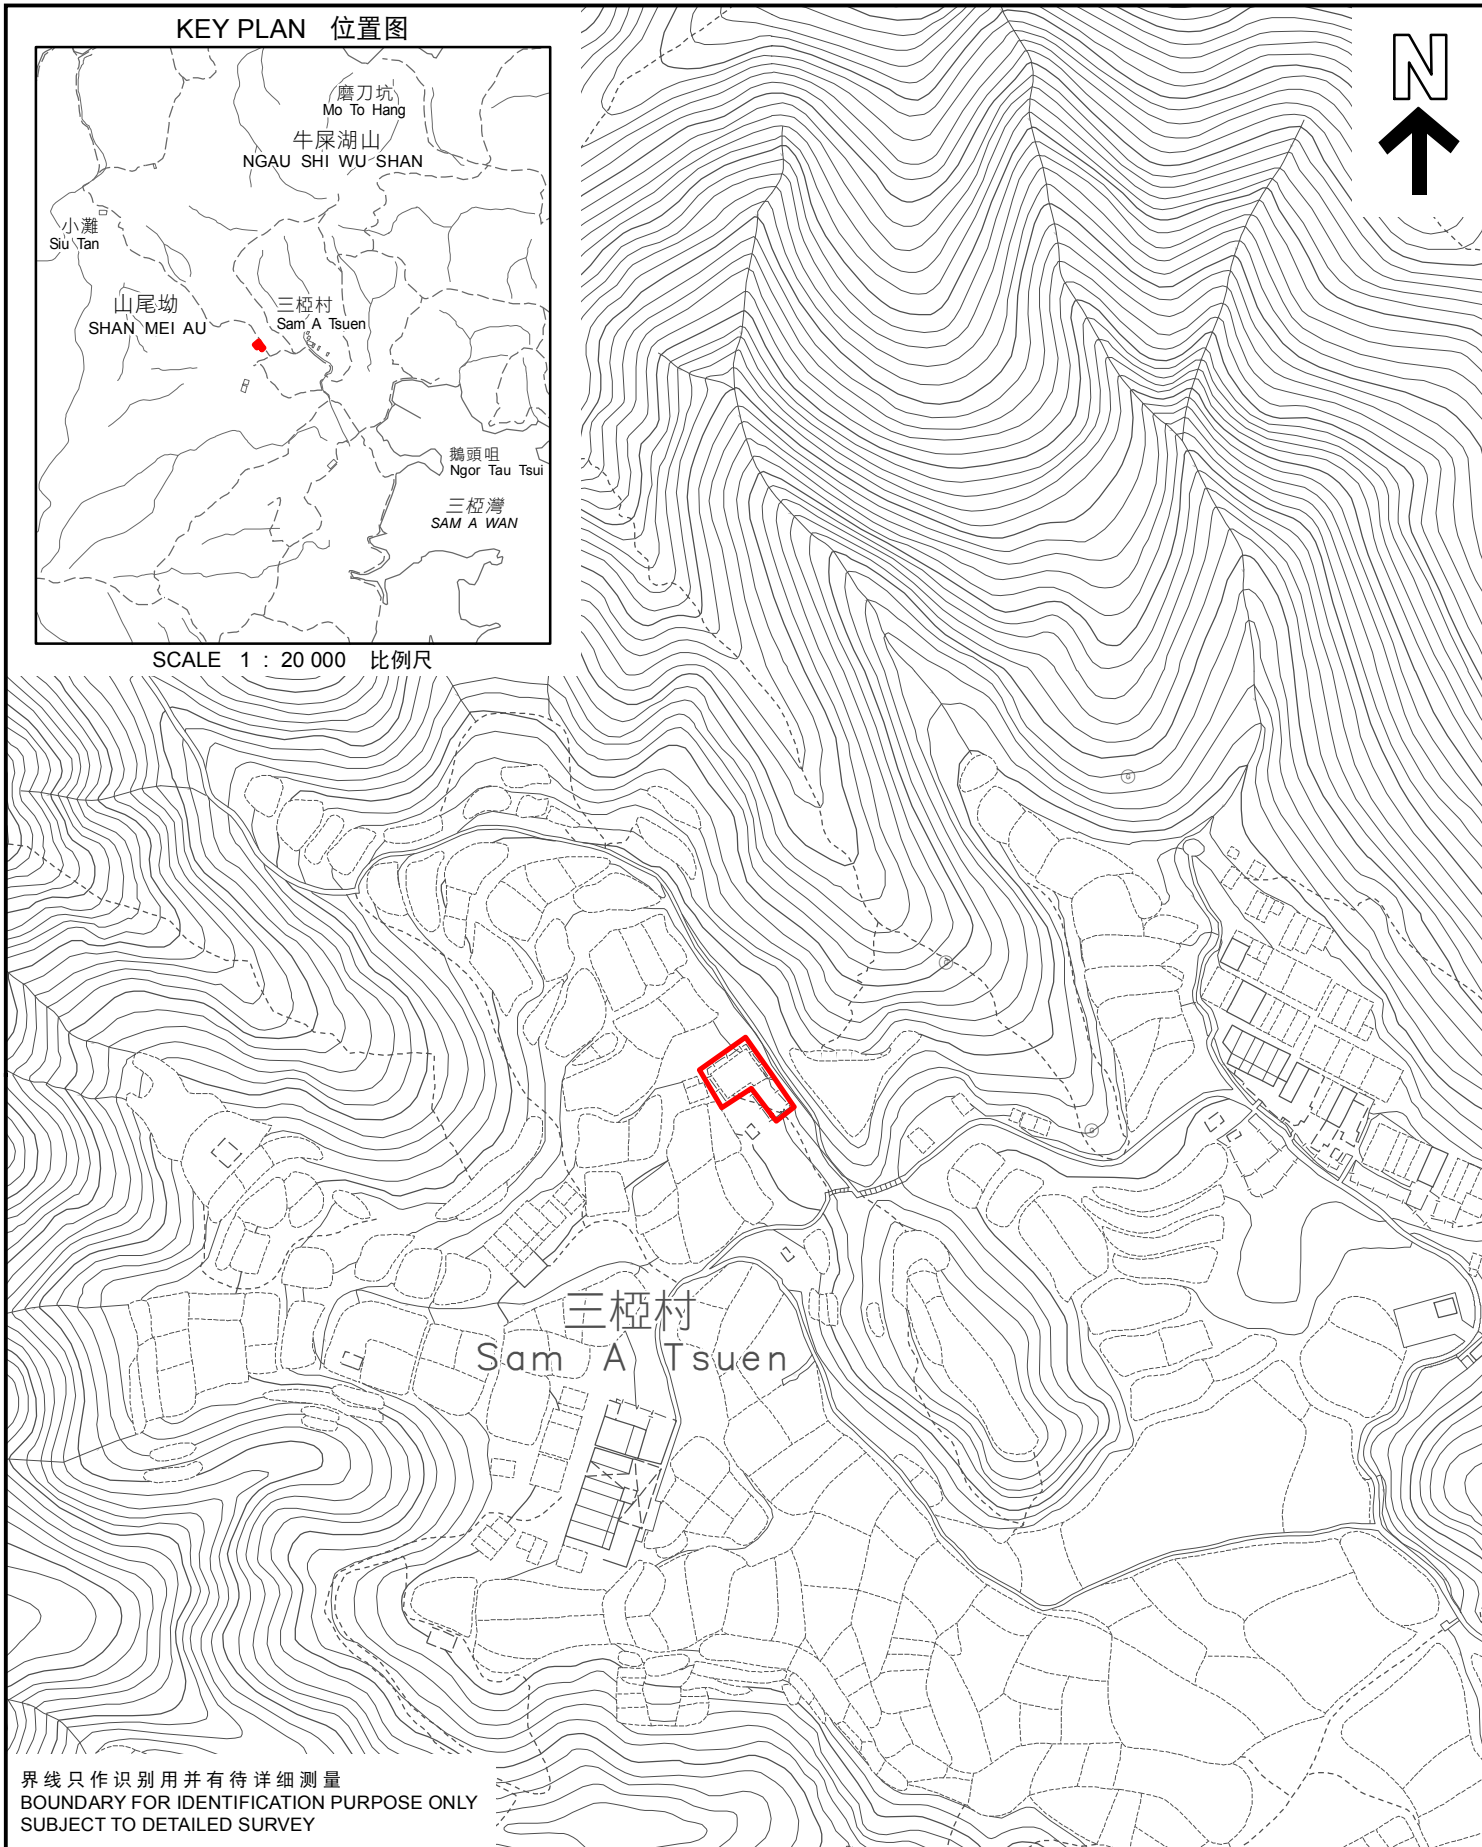 KEY PLAN 位置图
磨刀坑
Mo To Hang
牛屎湖山
NGAU SHI WU SHAN
小灘
Siu Tan
山尾坳
SHAN MEI AU
三椏村
Sam A Tsuen
鵝頭咀
Ngor Tau Tsui
三椏灣
SAM A WAN
SCALE 1 : 20 000 比例尺
N
三椏村
Sam A Tsuen
界线只作识别用并有待详细测量
BOUNDARY FOR IDENTIFICATION PURPOSE ONLY
SUBJECT TO DETAILED SURVEY